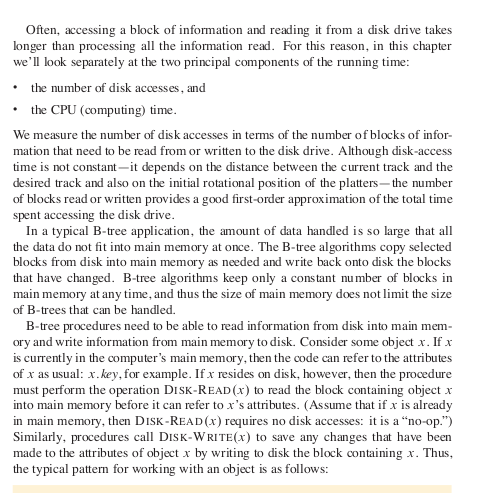 Often, accessing a block of information and reading it from a disk drive takes
longer than processing all the information read. For this reason, in this chapter
we'll look separately at the two principal components of the running time:
• the number of disk accesses, and
• the CPU (computing) time.
We measure the number of disk accesses in terms of the number of blocks of infor-
mation that need to be read from or written to the disk drive. Although disk-access
time is not constant—it depends on the distance between the current track and the
desired track and also on the initial rotational position of the platters—the number
of blocks read or written provides a good first-order approximation of the total time
spent accessing the disk drive.
In a typical B-tree application, the amount of data handled is so large that all
the data do not fit into main memory at once. The B-tree algorithms copy selected
blocks from disk into main memory as needed and write back onto disk the blocks
that have changed. B-tree algorithms keep only a constant number of blocks in
main memory at any time, and thus the size of main memory does not limit the size
of B-trees that can be handled.
B-tree procedures need to be able to read information from disk into main mem-
ory and write information from main memory to disk. Consider some object x. If x
is currently in the computer's main memory, then the code can refer to the attributes
of x as usual: x.key, for example. If x resides on disk, however, then the procedure
must perform the operation DISK-READ(x) to read the block containing object x
into main memory before it can refer to x's attributes. (Assume that if x is already
in main memory, then DISK-READ(x) requires no disk accesses: it is a “no-op.”)
Similarly, procedures call DISK-WRITE(x) to save any changes that have been
made to the attributes of object x by writing to disk the block containing x. Thus,
the typical pattern for working with an object is as follows: